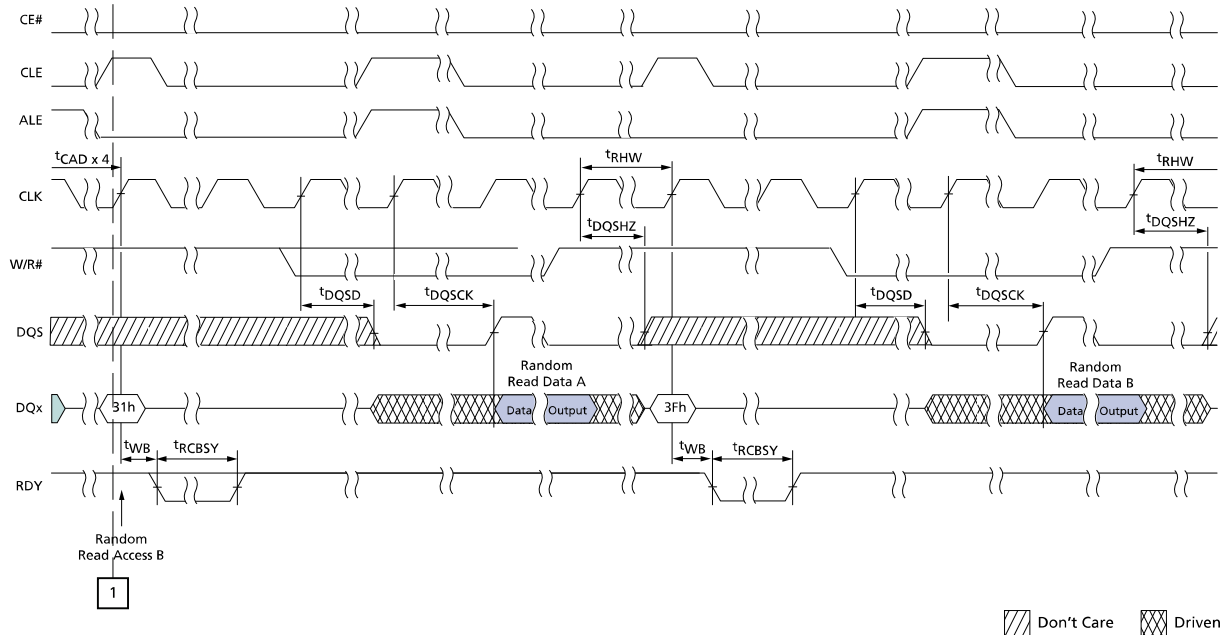 CE#
CLE
ALE
tCAD x 4
tRHW
tRHW
CLK
tDQSHZ
tDQSHZ
W/R#
tDQSD
tDQSCK
tDQSD
tDQSCK
DQS
Random
Read Data A
Random
Read Data B
DQx
31h
Data Output
3Fh
Data Output
tWB
tRCBSY
tWB
tRCBSY
RDY
Random
Read Access B
1
Don't Care
Driven